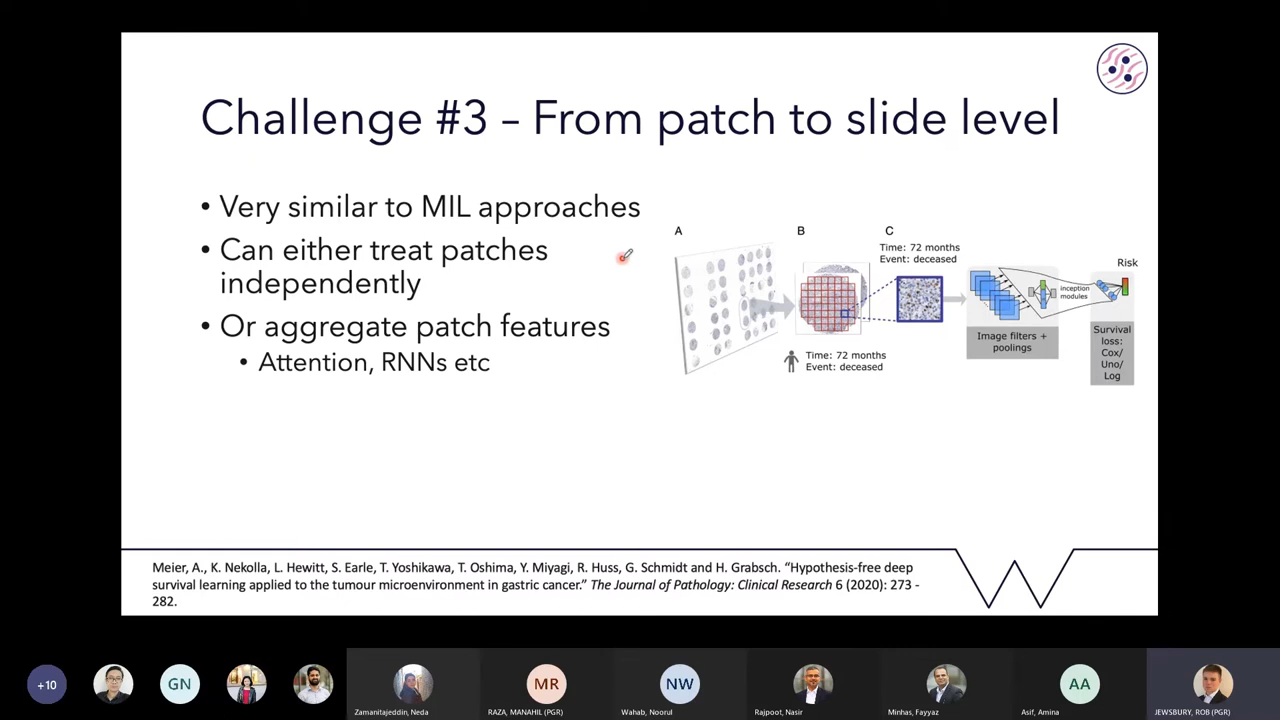 Challenge #3 – From patch to slide level
• Very similar to MIL approaches
• Can either treat patches
independently
• Or aggregate patch features
• Attention, RNNs etc
A
B
C
Time: 72 months
Event: deceased
Risk
inception
modules
Image filters +
poolings
Survival
loss:
Cox/
Uno/
Log
Time: 72 months
Event: deceased
Meier, A., K. Nekolla, L. Hewitt, S. Earle, T. Yoshikawa, T. Oshima, Y. Miyagi, R. Huss, G. Schmidt and H. Grabsch. “Hypothesis-free deep
survival learning applied to the tumour microenvironment in gastric cancer.” The Journal of Pathology: Clinical Research 6 (2020): 273 -
282.
+10
GN
MR
NW
AA
Zamanitajeddin, Neda
RAZA, MANAHIL (PGR)
Wahab, Noorul
Rajpoot, Nasir
Minhas, Fayyaz
Asif, Amina
JEWSBURY, ROB (PGR)